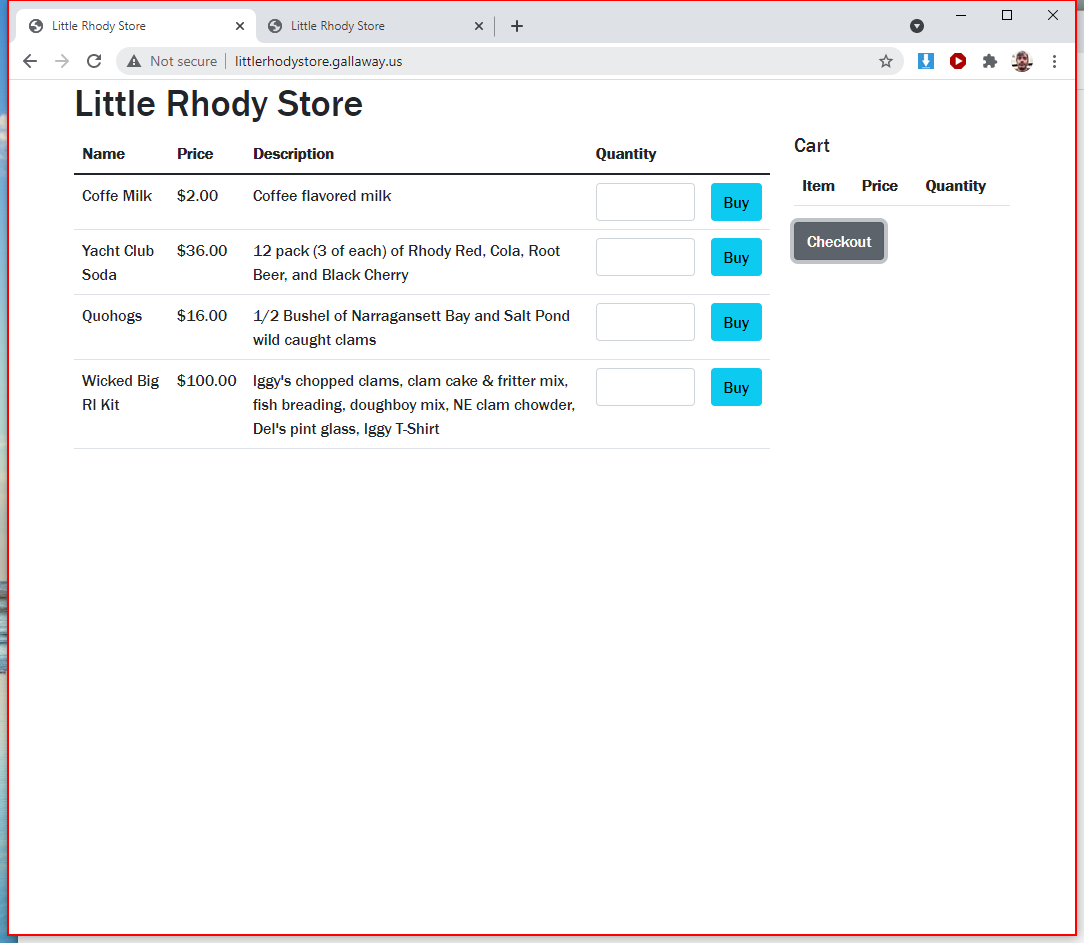 Little Rhody Store
Little Rhody Store
Not secure
littlerhodystore.gallaway.us
Little Rhody Store
Name Price Description Quantity
Coffe Milk $2.00 Coffee flavored milk Buy
Yacht Club $36.00 12 pack (3 of each) of Rhody Red, Cola, Root Buy
Soda Beer, and Black Cherry
Quohogs $16.00 1/2 Bushel of Narragansett Bay and Salt Pond Buy
wild caught clams
Wicked Big $100.00 Iggy's chopped clams, clam cake & fritter mix, Buy
RI Kit fish breading, doughboy mix, NE clam chowder,
Del's pint glass, Iggy T-Shirt
Cart
Item Price Quantity
Checkout